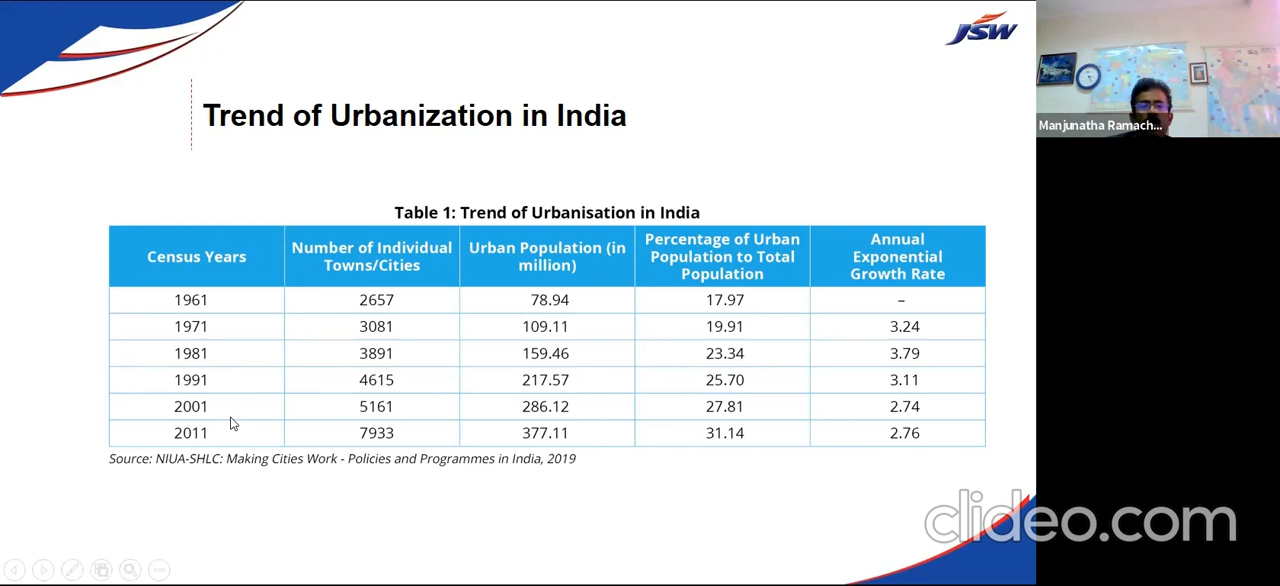 JSW
Manjunatha Ramach...
Trend of Urbanization in India
Table 1: Trend of Urbanisation in India
Census Years
Number of Individual
Towns/Cities
Urban Population (in
million)
Percentage of Urban
Population to Total
Population
Annual
Exponential
Growth Rate
1961 2657 78.94 17.97 –
1971 3081 109.11 19.91 3.24
1981 3891 159.46 23.34 3.79
1991 4615 217.57 25.70 3.11
2001 5161 286.12 27.81 2.74
2011 7933 377.11 31.14 2.76
Source: NIUA-SHLC: Making Cities Work - Policies and Programmes in India, 2019
clideo.com